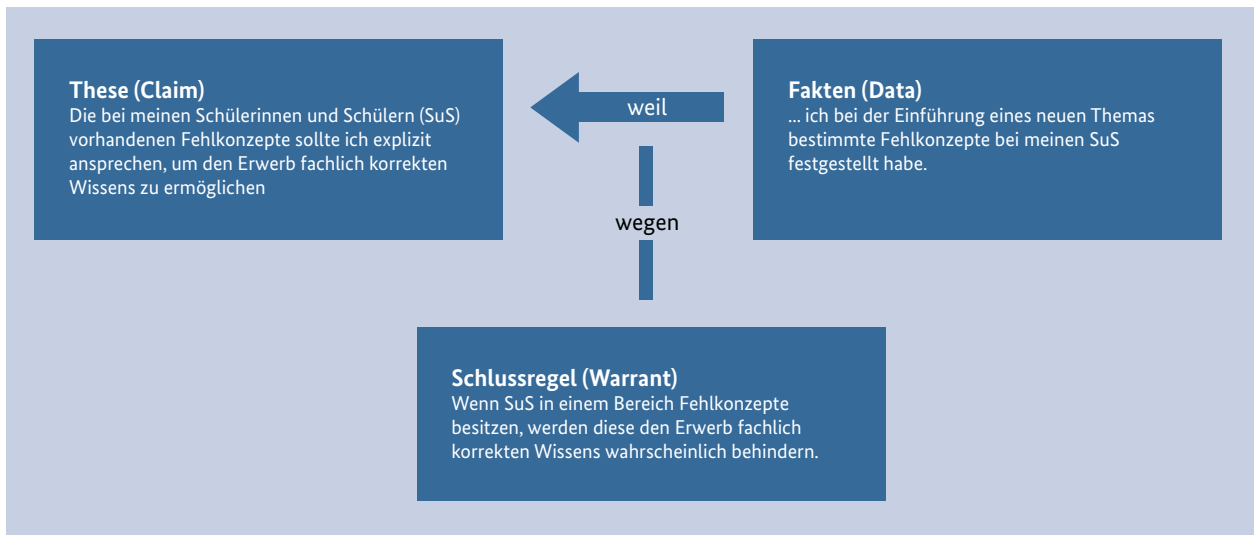 These (Claim)
Die bei meinen Schülerinnen und Schülern (SuS)
vorhandenen Fehlkonzepte sollte ich explizit
ansprechen, um den Erwerb fachlich korrekten
Wissens zu ermöglichen
weil
Fakten (Data)
... ich bei der Einführung eines neuen Themas
bestimmte Fehlkonzepte bei meinen SuS
festgestellt habe.
wegen
Schlussregel (Warrant)
Wenn SuS in einem Bereich Fehlkonzepte
besitzen, werden diese den Erwerb fachlich
korrekten Wissens wahrscheinlich behindern.